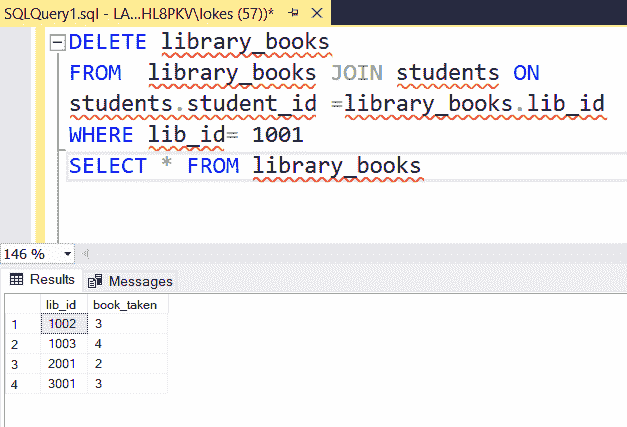 SQLQuery1.sql - LA...HL8PKV\lokes (57))*
DELETE library_books
FROM  library_books JOIN students ON
students.student_id =library_books.lib_id
WHERE lib_id= 1001
SELECT * FROM library_books
146 %
Results Messages
lib_id book_taken
1 1002 3
2 1003 4
3 2001 2
4 3001 3